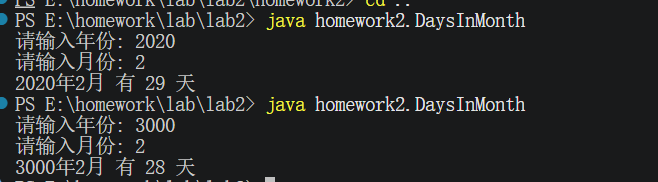 PS E:\homework\lab\lab2\homework2> cd ..
PS E:\homework\lab\lab2> java homework2.DaysInMonth
请输入年份: 2020
请输入月份: 2
2020年2月 有 29 天
PS E:\homework\lab\lab2> java homework2.DaysInMonth
请输入年份: 3000
请输入月份: 2
3000年2月 有 28 天